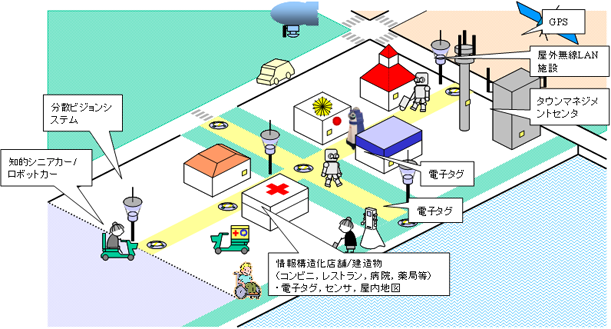 GPS
屋外無線LAN
施設
タウンマネジメ
ントセンタ
分散ビジョンシ
ステム
知的シニアカー/
ロボットカー
電子タグ
電子タグ
情報構造化店舗/建造物
(コンビニ,レストラン,病院,薬局等)
・電子タグ,センサ,屋内地図